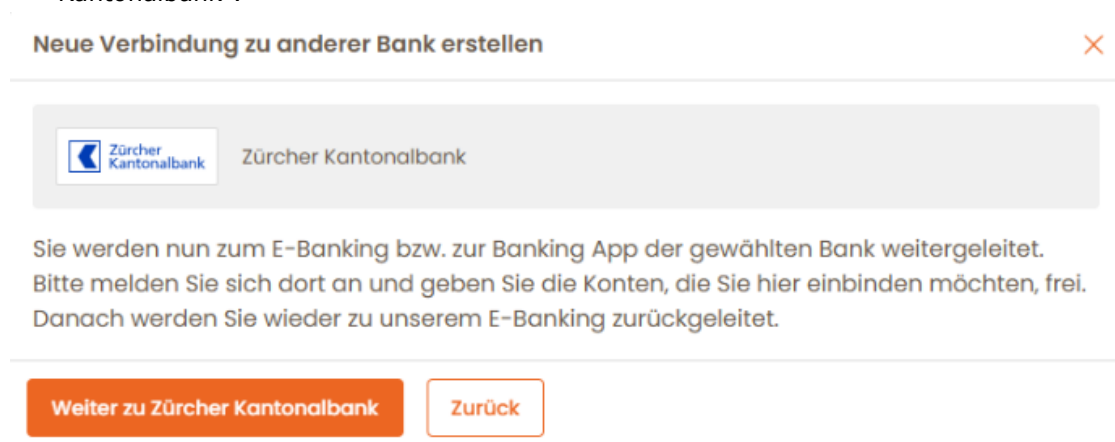 Kantonalbank".
Neue Verbindung zu anderer Bank erstellen
Zürcher
Kantonalbank
Zürcher Kantonalbank
Sie werden nun zum E-Banking bzw. zur Banking App der gewählten Bank weitergeleitet.
Bitte melden Sie sich dort an und geben Sie die Konten, die Sie hier einbinden möchten, frei.
Danach werden Sie wieder zu unserem E-Banking zurückgeleitet.
Weiter zu Zürcher Kantonalbank
Zurück